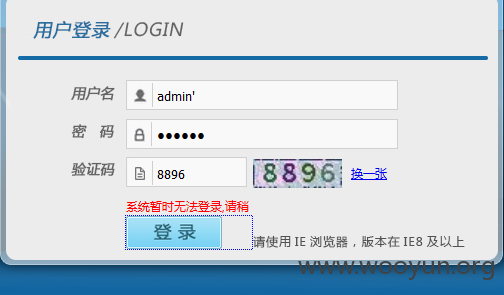 用户登录 /LOGIN
用户名 admin'
密 码 ●●●●●●
验证码 8896 8896 换一张
系统暂时无法登录,请稍
登 录
请使用 IE 浏览器，版本在 IE8 及以上
www.wooyun.org